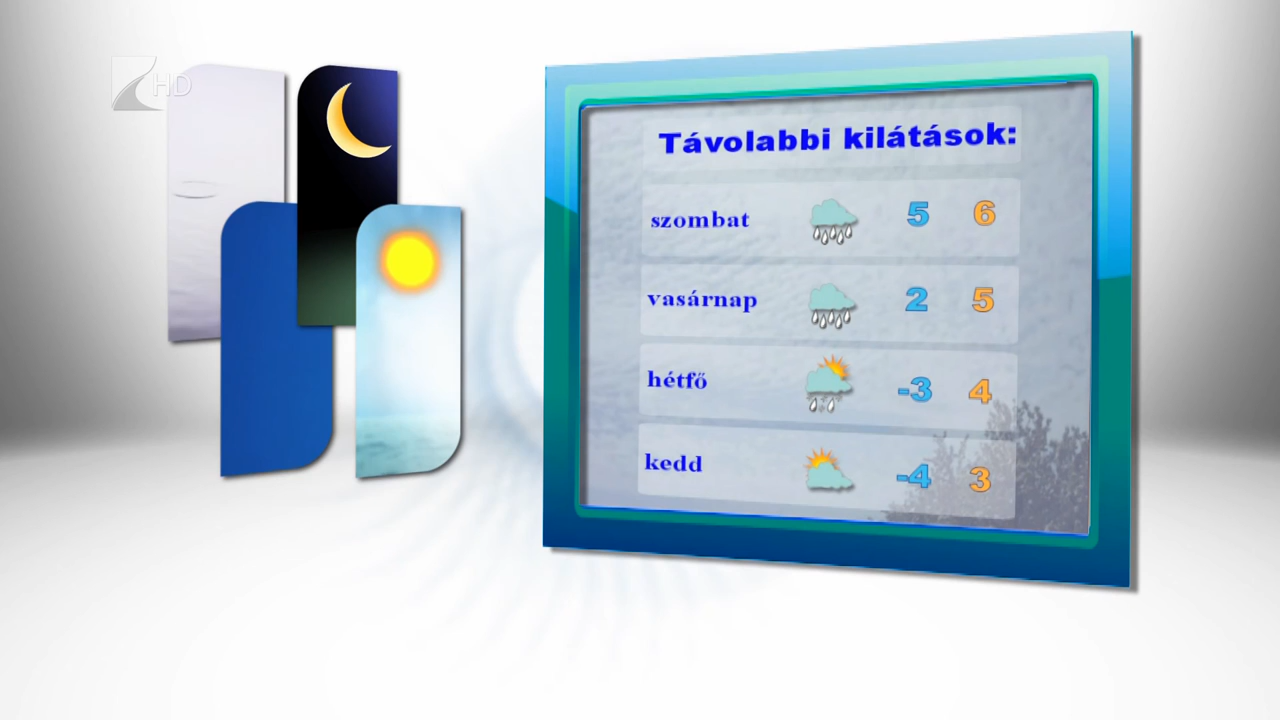 HD
Távolabbi kilátások:
szombat 5 6
vasárnap 2 5
hétfő -3 4
kedd -4 3